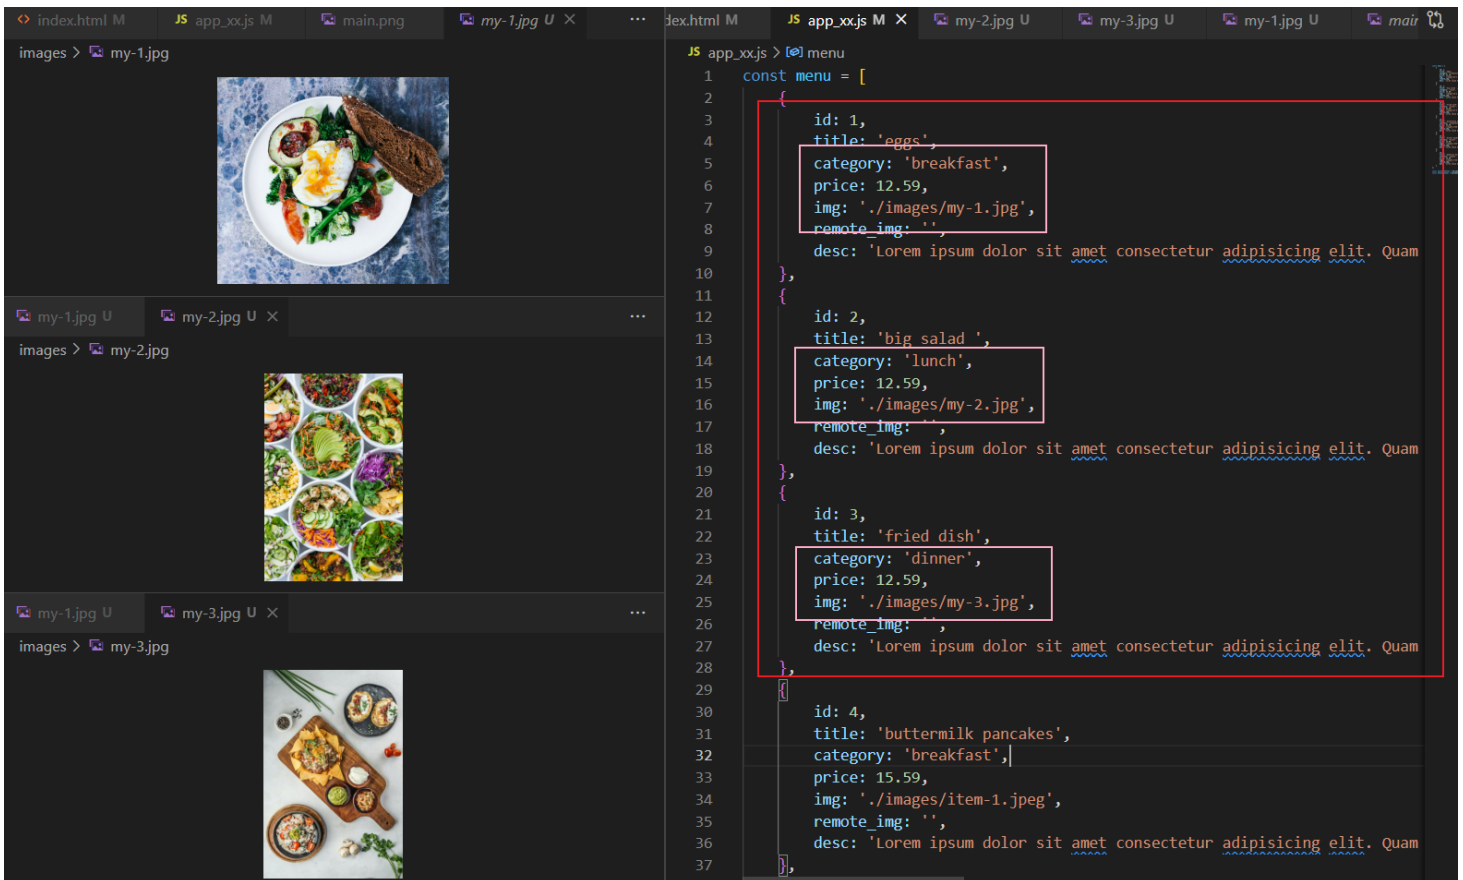 index.html M
JS app_xx.js M
main.png
my-1.jpg U ×
...
images > my-1.jpg
my-1.jpg U
my-2.jpg U ×
...
images > my-2.jpg
my-1.jpg U
my-3.jpg U ×
...
images > my-3.jpg
dex.html M
JS app_xx.js M ×
my-2.jpg U
my-3.jpg U
my-1.jpg U
mair
JS app_xx.js > menu
1 const menu = [
2 {
3 id: 1,
4 title: 'eggs',
5 category: 'breakfast',
6 price: 12.59,
7 img: './images/my-1.jpg',
8 remote_img: '',
9 desc: 'Lorem ipsum dolor sit amet consectetur adipisicing elit. Quam
10 },
11 {
12 id: 2,
13 title: 'big salad ',
14 category: 'lunch',
15 price: 12.59,
16 img: './images/my-2.jpg',
17 remote_img: '',
18 desc: 'Lorem ipsum dolor sit amet consectetur adipisicing elit. Quam
19 },
20 {
21 id: 3,
22 title: 'fried dish',
23 category: 'dinner',
24 price: 12.59,
25 img: './images/my-3.jpg',
26 remote_img: '',
27 desc: 'Lorem ipsum dolor sit amet consectetur adipisicing elit. Quam
28 },
29 {
30 id: 4,
31 title: 'buttermilk pancakes',
32 category: 'breakfast',
33 price: 15.59,
34 img: './images/item-1.jpeg',
35 remote_img: '',
36 desc: 'Lorem ipsum dolor sit amet consectetur adipisicing elit. Quam
37 },